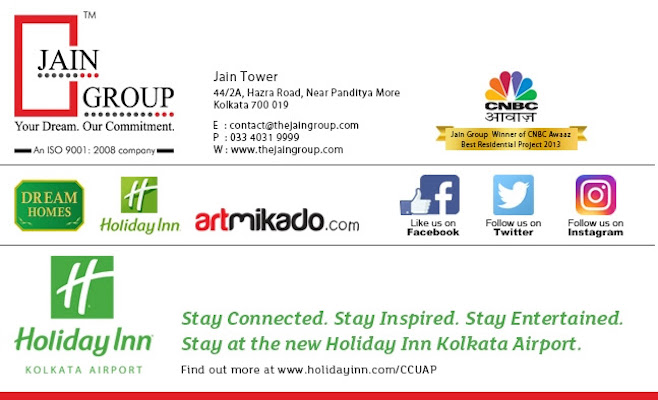 TM
JAIN
GROUP
Your Dream. Our Commitment.
An ISO 9001: 2008 company
Jain Tower
44/2A, Hazra Road, Near Panditya More
Kolkata 700 019
E : contact@thejaingroup.com
P : 033 4031 9999
W : www.thejaingroup.com
CNBC
आवाज़
Jain Group Winner of CNBC Awaaz
Best Residential Project 2013
DREAM
HOMES
H
Holiday Inn
artmikado.com
f
Like us on
Facebook
Follow us on
Twitter
Follow us on
Instagram
H
Holiday Inn
KOLKATA AIRPORT
Stay Connected. Stay Inspired. Stay Entertained.
Stay at the new Holiday Inn Kolkata Airport.
Find out more at www.holidayinn.com/CCUAP